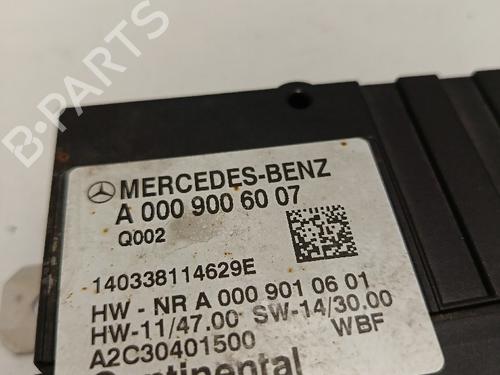 B-PARTS
MERCEDES-BENZ
A 000 900 60 07
Q002
140338114629E
HW - NR A 000 901 06 01
HW-11/47.00 SW-14/30.00
A2C30401500 WBF
Continental